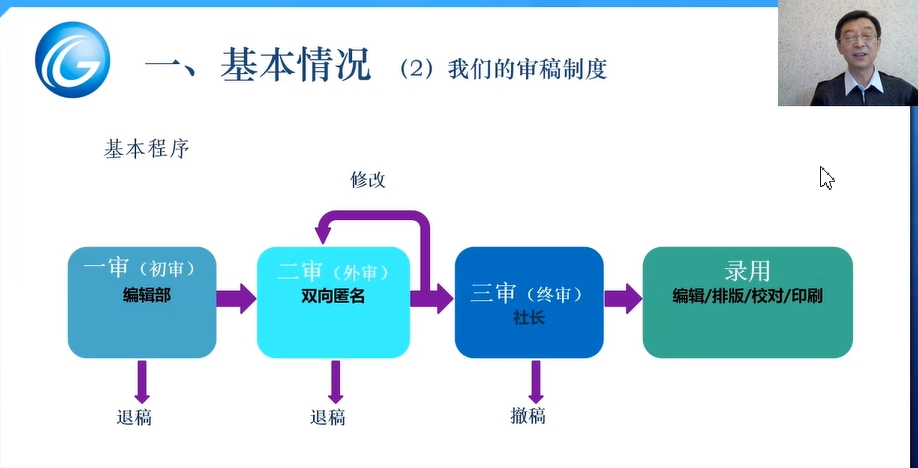 一、基本情况 （2）我们的审稿制度
基本程序
修改
一审（初审）
编辑部
二审（外审）
双向匿名
三审（终审）
社长
录用
编辑/排版/校对/印刷
退稿
退稿
撤稿